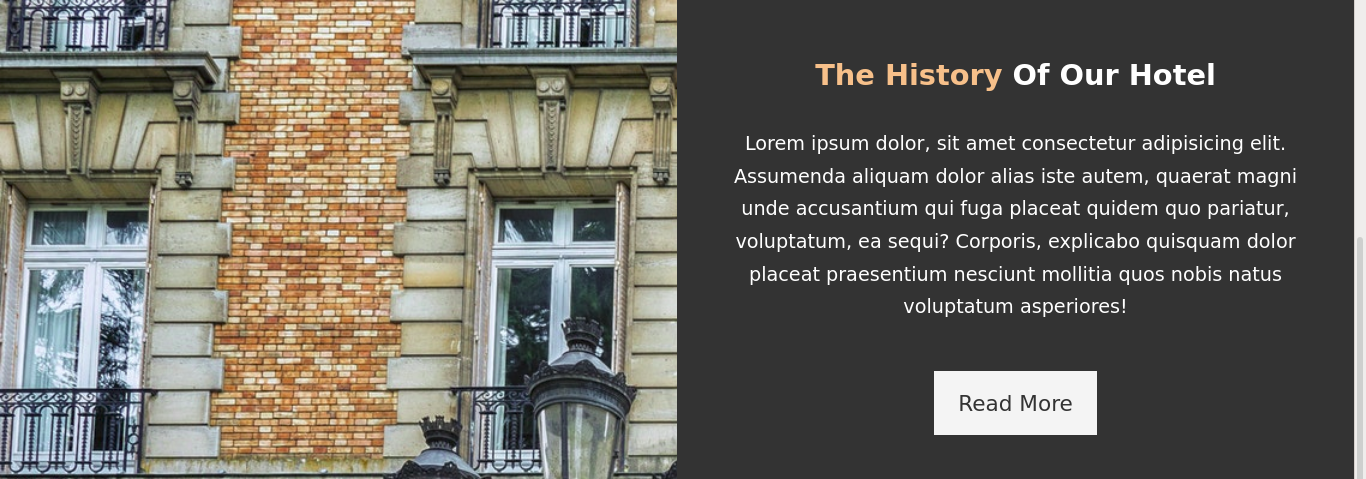 The History Of Our Hotel
Lorem ipsum dolor, sit amet consectetur adipisicing elit.
Assumenda aliquam dolor alias iste autem, quaerat magni
unde accusantium qui fuga placeat quidem quo pariatur,
voluptatum, ea sequi? Corporis, explicabo quisquam dolor
placeat praesentium nesciunt mollitia quos nobis natus
voluptatum asperiores!
Read More